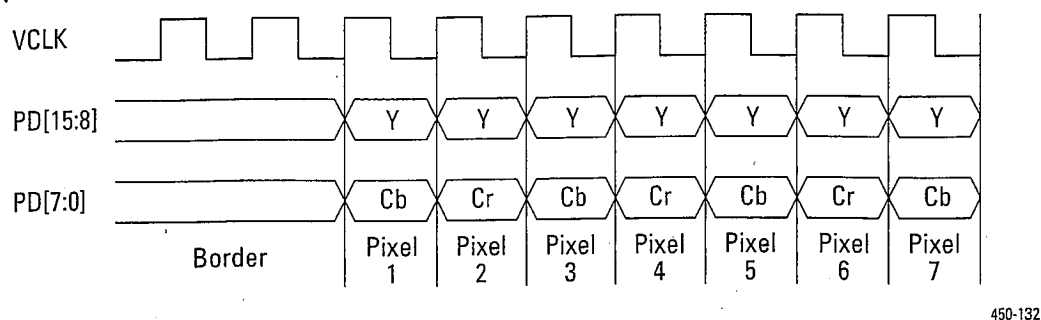 VCLK
PD[15:8]
Y Y Y Y Y Y Y
PD[7:0]
Cb Cr Cb Cr Cb Cr Cb
Border
Pixel 1
Pixel 2
Pixel 3
Pixel 4
Pixel 5
Pixel 6
Pixel 7
450-132